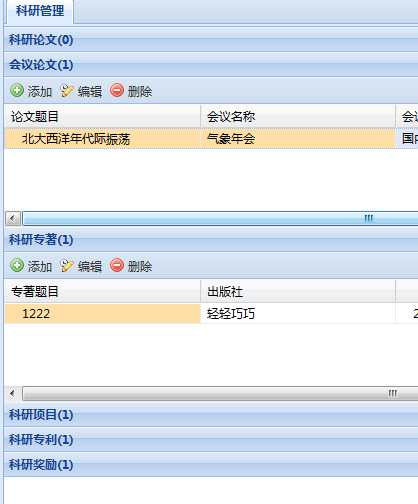 科研管理
科研论文(0)
会议论文(1)
添加 编辑 删除
论文题目 会议名称
北大西洋年代际振荡 气象年会 国
科研专著(1)
添加 编辑 删除
专著题目 出版社
1222 轻轻巧巧 2
科研项目(1)
科研专利(1)
科研奖励(1)